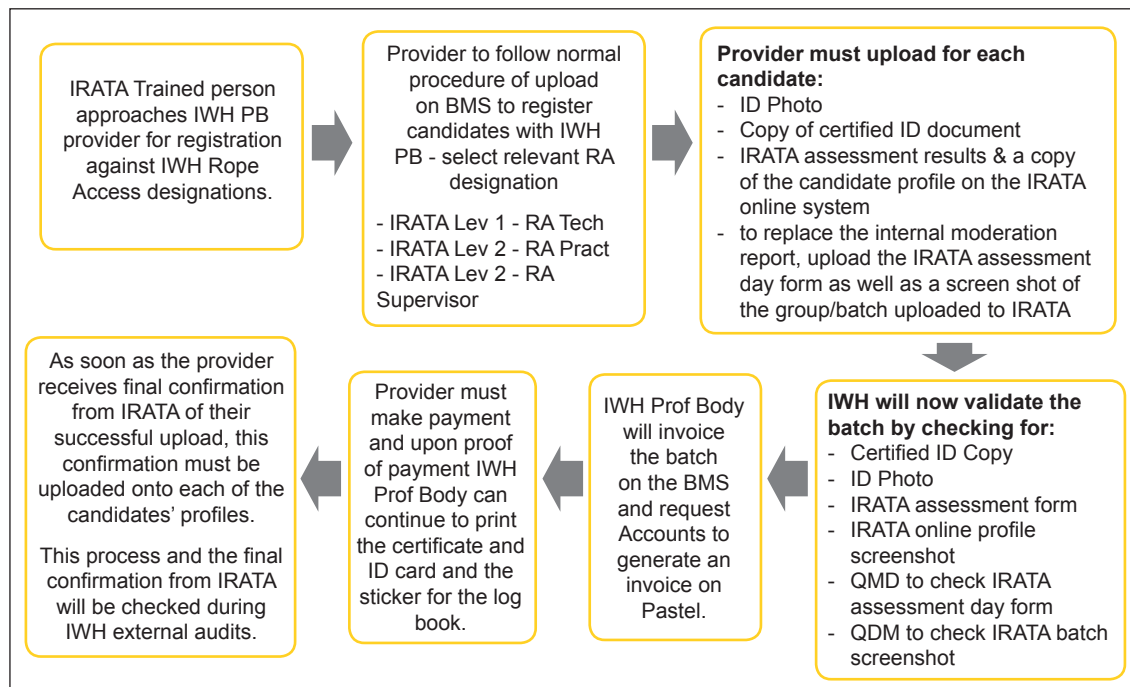 IRATA Trained person
approaches IWH PB
provider for registration
against IWH Rope
Access designations.
Provider to follow normal
procedure of upload
on BMS to register
candidates with IWH
PB - select relevant RA
designation
- IRATA Lev 1 - RA Tech
- IRATA Lev 2 - RA Pract
- IRATA Lev 2 - RA
Supervisor
Provider must upload for each
candidate:
- ID Photo
- Copy of certified ID document
- IRATA assessment results & a copy
of the candidate profile on the IRATA
online system
- to replace the internal moderation
report, upload the IRATA assessment
day form as well as a screen shot of
the group/batch uploaded to IRATA
IWH will now validate the
batch by checking for:
- Certified ID Copy
- ID Photo
- IRATA assessment form
- IRATA online profile
screenshot
- QMD to check IRATA
assessment day form
- QDM to check IRATA batch
screenshot
IWH Prof Body
will invoice
the batch
on the BMS
and request
Accounts to
generate an
invoice on
Pastel.
Provider must
make payment
and upon proof
of payment IWH
Prof Body can
continue to print
the certificate and
ID card and the
sticker for the log
book.
As soon as the provider
receives final confirmation
from IRATA of their
successful upload, this
confirmation must be
uploaded onto each of the
candidates’ profiles.
This process and the final
confirmation from IRATA
will be checked during
IWH external audits.